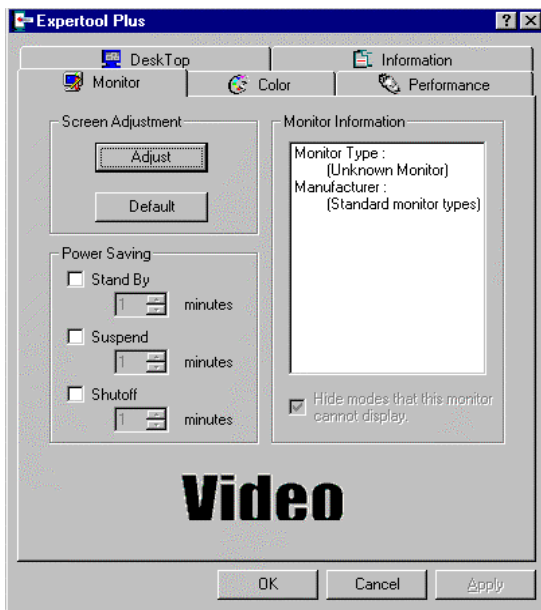 Expertool Plus
DeskTop
Information
Monitor
Color
Performance
Screen Adjustment
Adjust
Default
Power Saving
Stand By
1 minutes
Suspend
1 minutes
Shutoff
1 minutes
Monitor Information
Monitor Type :
(Unknown Monitor)
Manufacturer :
(Standard monitor types)
Hide modes that this monitor
cannot display.
Video
OK
Cancel
Apply